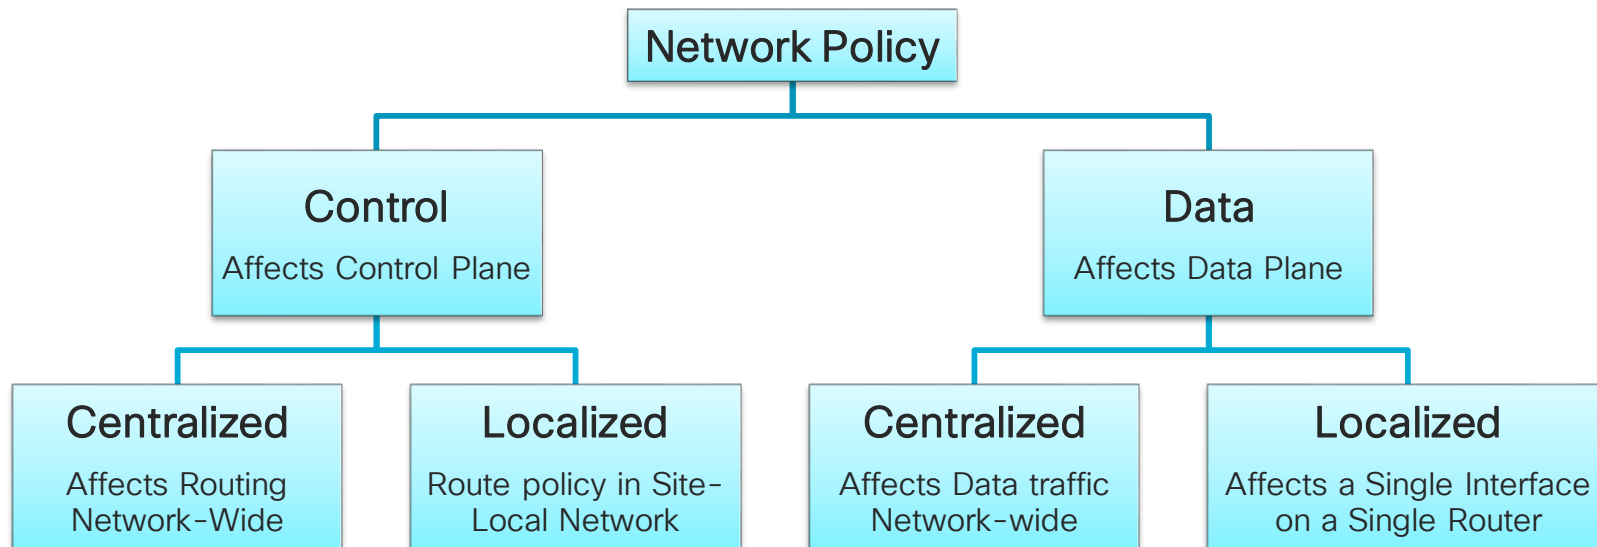 Network Policy
Control
Affects Control Plane
Data
Affects Data Plane
Centralized
Affects Routing
Network-Wide
Localized
Route policy in Site-
Local Network
Centralized
Affects Data traffic
Network-wide
Localized
Affects a Single Interface
on a Single Router